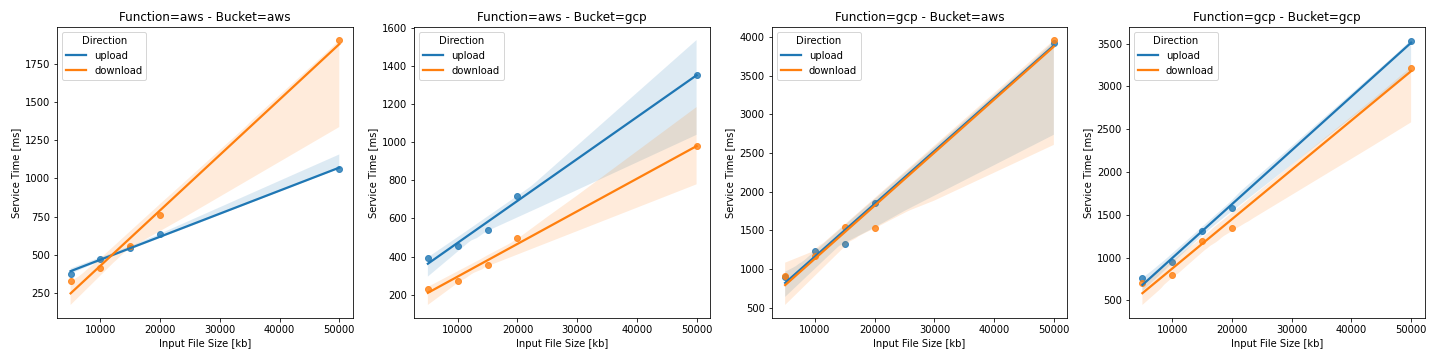 Function=aws - Bucket=aws
Direction
upload
download
1750
1500
1250
1000
750
500
250
Service Time [ms]
10000 20000 30000 40000 50000
Input File Size [kb]
Function=aws - Bucket=gcp
Direction
upload
download
1600
1400
1200
1000
800
600
400
200
Service Time [ms]
10000 20000 30000 40000 50000
Input File Size [kb]
Function=gcp - Bucket=aws
Direction
upload
download
4000
3500
3000
2500
2000
1500
1000
500
Service Time [ms]
10000 20000 30000 40000 50000
Input File Size [kb]
Function=gcp - Bucket=gcp
Direction
upload
download
3500
3000
2500
2000
1500
1000
500
Service Time [ms]
10000 20000 30000 40000 50000
Input File Size [kb]